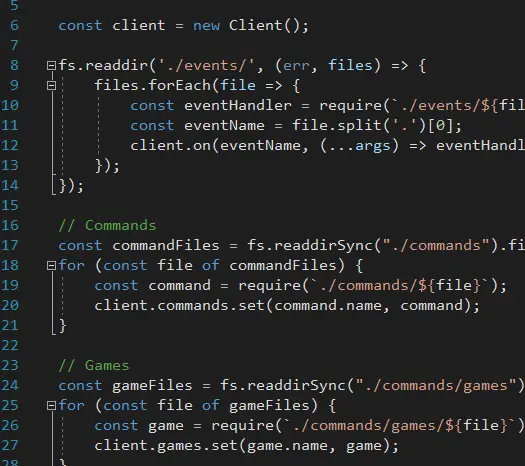 5
6 const client = new Client();
7
8 fs.readdir('./events/', (err, files) => {
9 files.forEach(file => {
10 const eventHandler = require(`./events/${fil
11 const eventName = file.split('.')[0];
12 client.on(eventName, (...args) => eventHandl
13 });
14 });
15
16 // Commands
17 const commandFiles = fs.readdirSync("./commands").fi
18 for (const file of commandFiles) {
19 const command = require(`./commands/${file}`);
20 client.commands.set(command.name, command);
21 }
22
23 // Games
24 const gameFiles = fs.readdirSync("./commands/games")
25 for (const file of gameFiles) {
26 const game = require(`./commands/games/${file}`)
27 client.games.set(game.name, game);
28 }